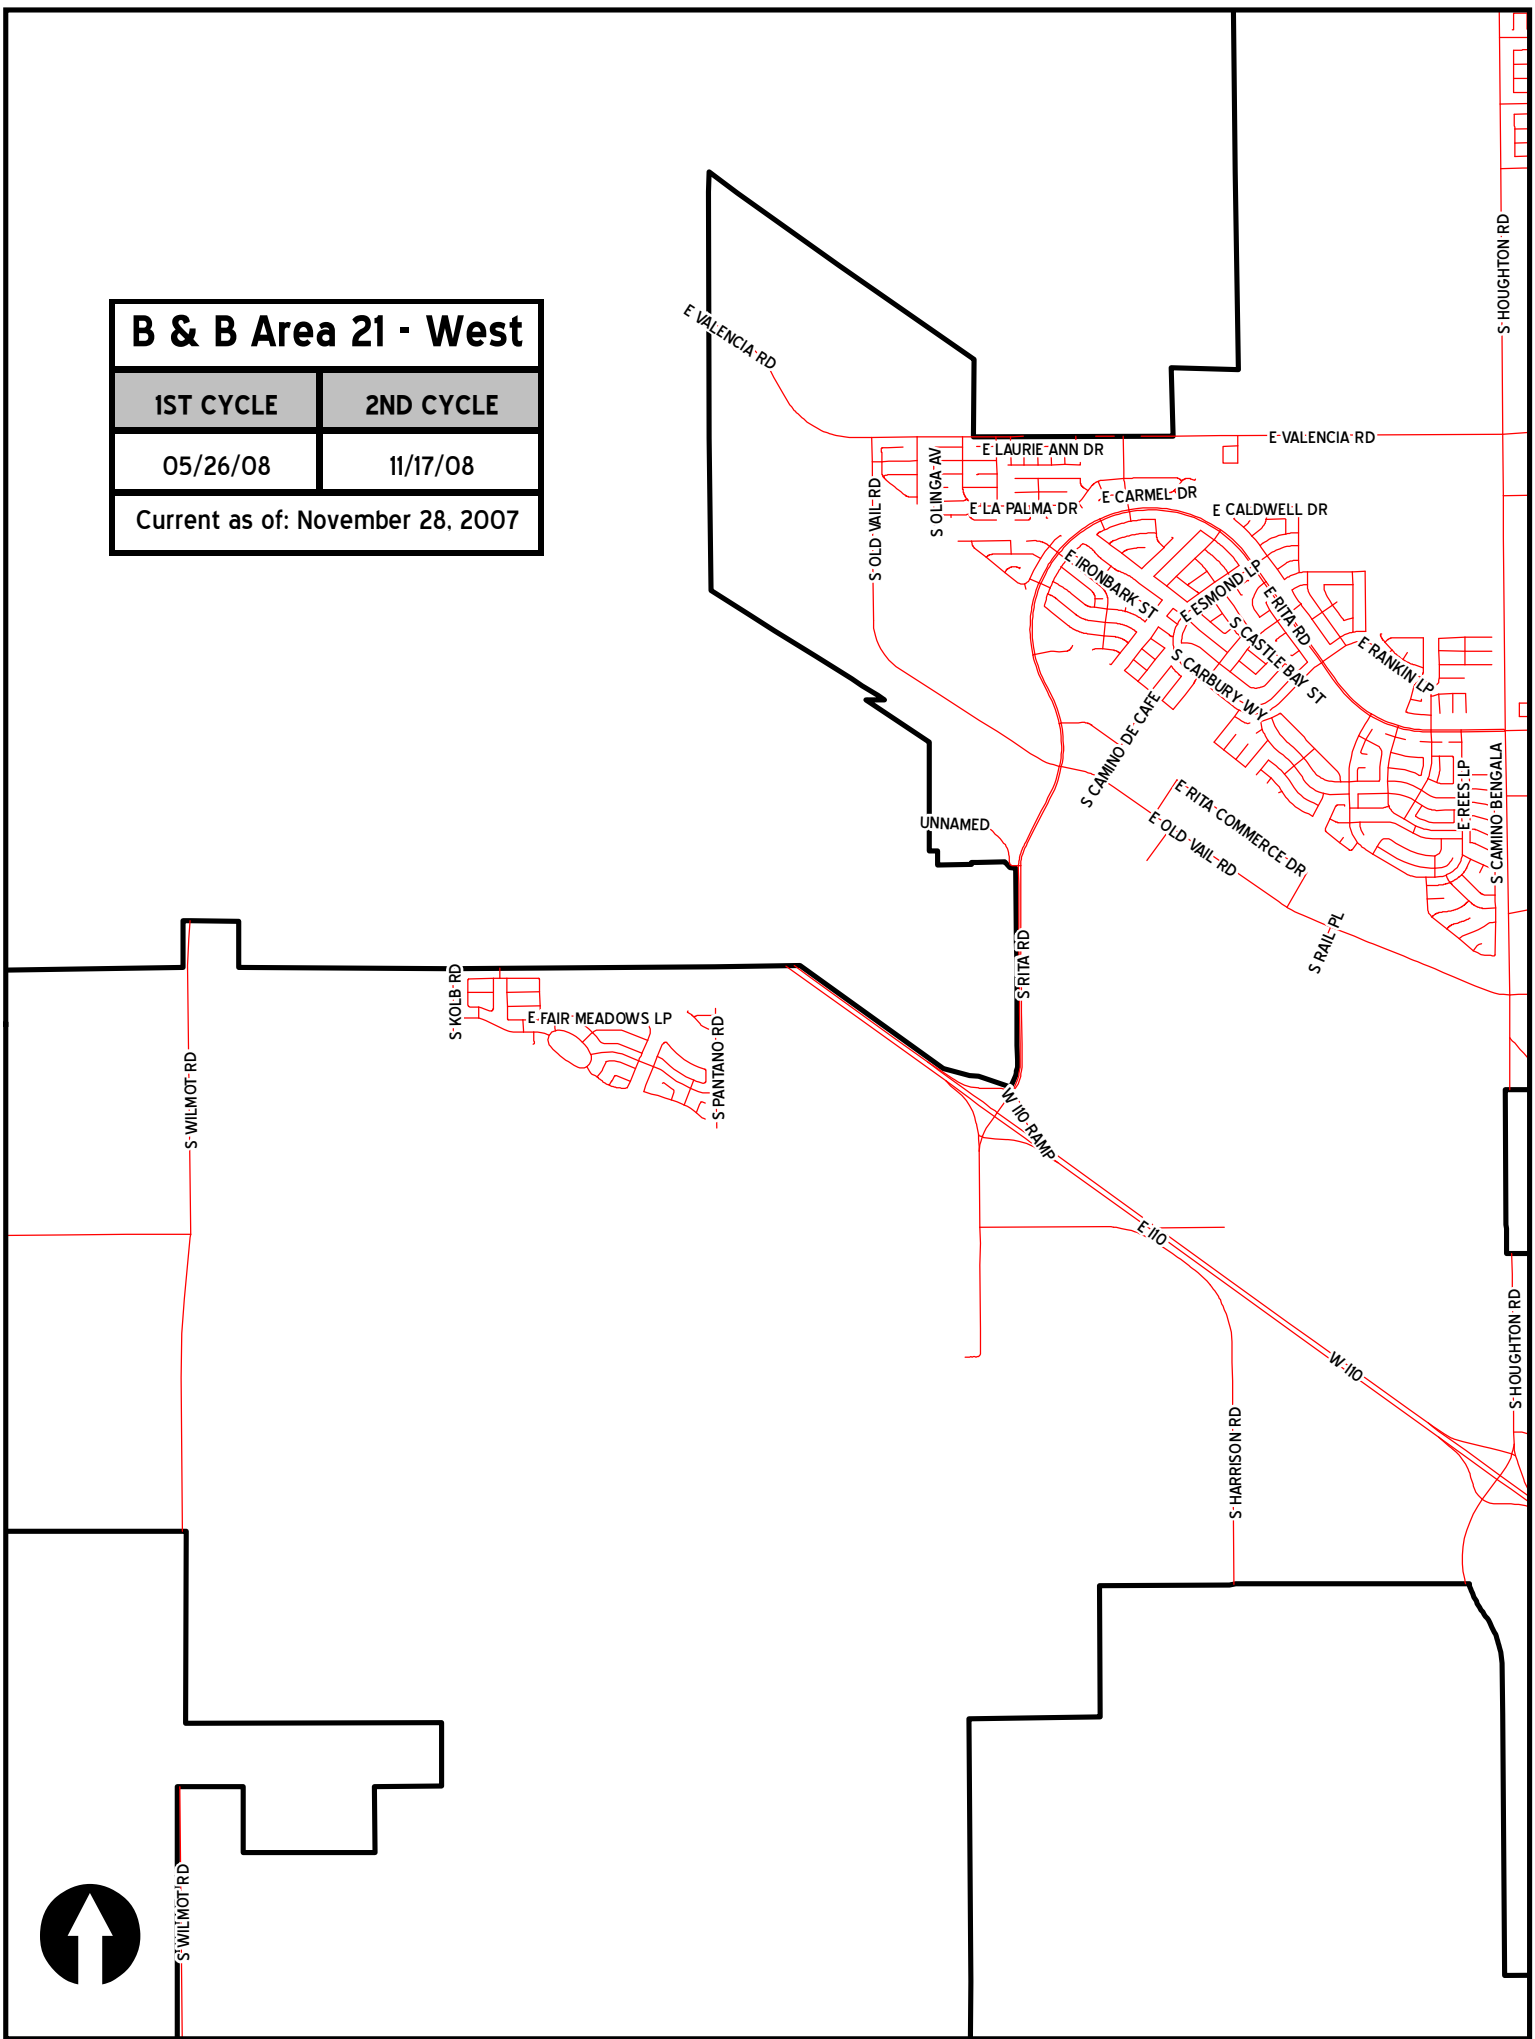 B & B Area 21 - West
1ST CYCLE
2ND CYCLE
05/26/08
11/17/08
Current as of: November 28, 2007
S HOUGHTON RD
E VALENCIA RD
E VALENCIA RD
E LAURIE ANN DR
S OLINGA AV
S OLD VAIL RD
E CARMEL DR
E LA PALMA DR
E CALDWELL DR
E IRONBARK ST
E ESMOND LP
E RITA RD
S CASTLE BAY ST
E RANKIN LP
S CARBURY WY
S CAMINO DE CAFE
E REES LP
S CAMINO BENGALA
E RITA COMMERCE DR
E OLD VAIL RD
UNNAMED
S RAIL PL
S RITA RD
S KOLB RD
E FAIR MEADOWS LP
S PANTANO RD
S WILMOT RD
W I10 RAMP
E I10
W I10
S HOUGHTON RD
S HARRISON RD
S WILMOT RD